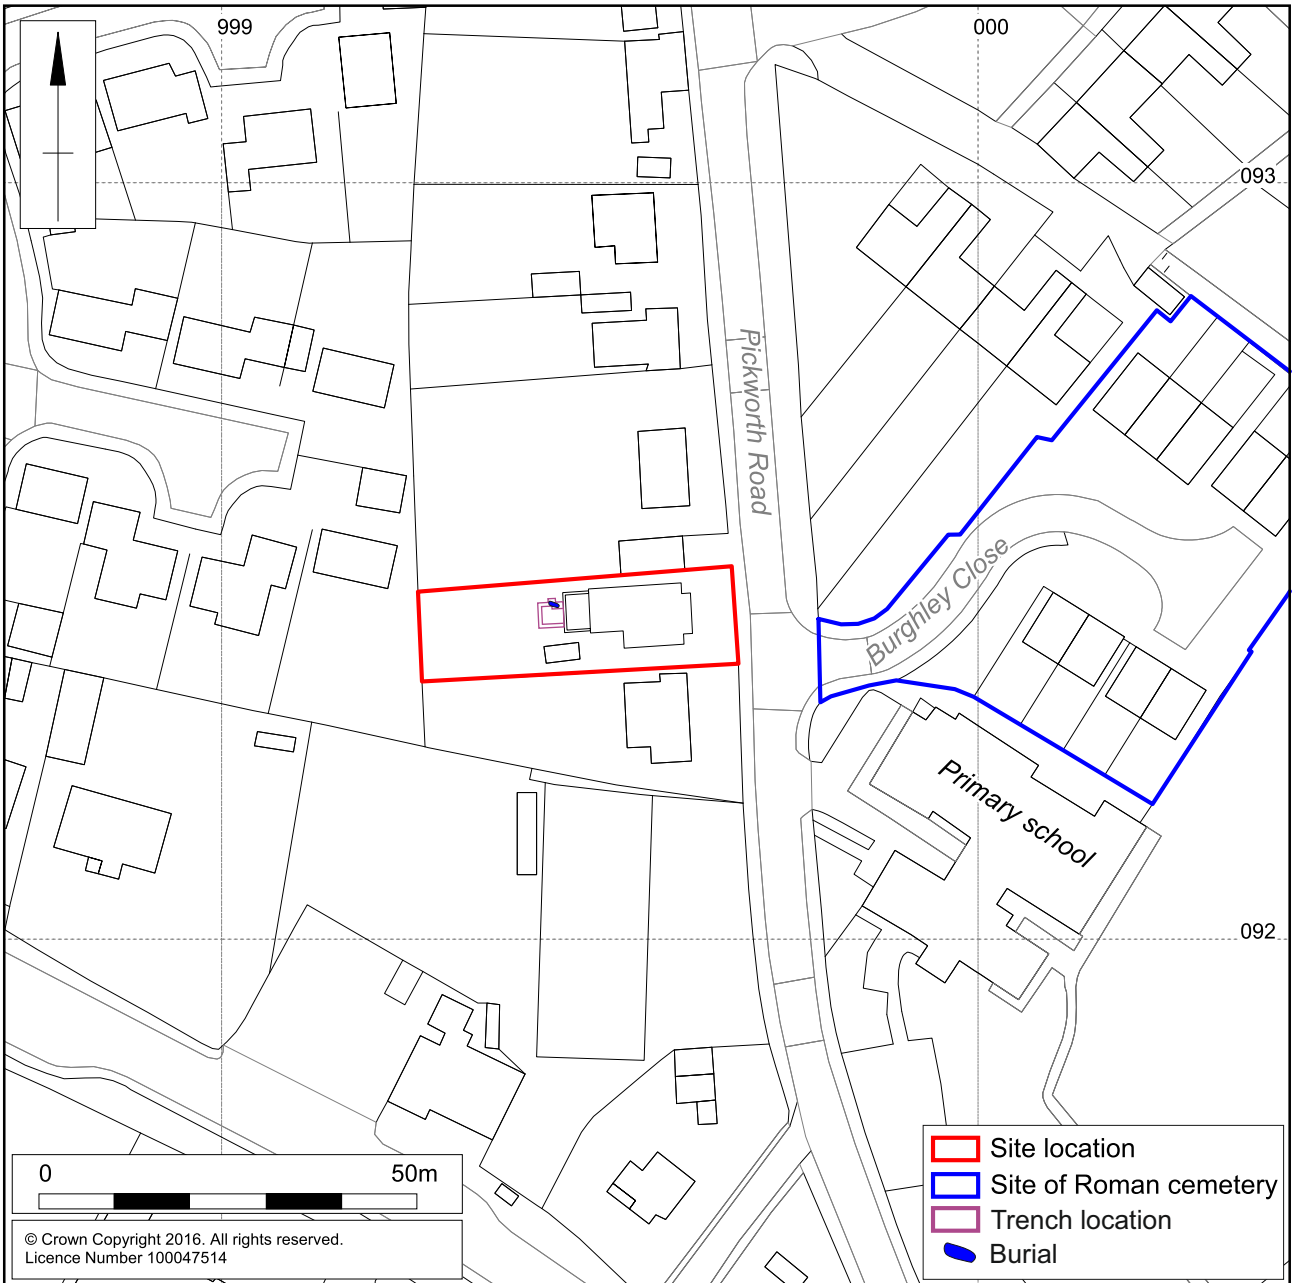 999
000
093
Pickworth Road
Burghley Close
Primary school
092
0 50m
© Crown Copyright 2016. All rights reserved.
Licence Number 100047514
Site location
Site of Roman cemetery
Trench location
Burial